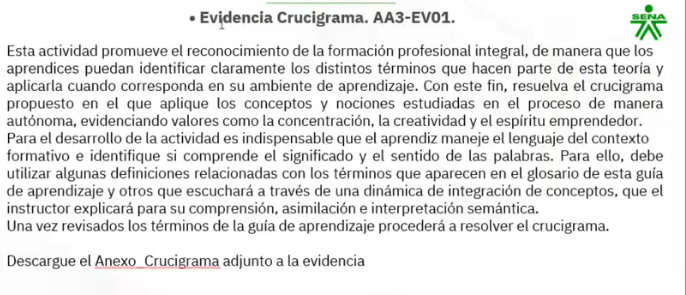 • Evidencia Crucigrama. AA3-EV01.
SENA
Esta actividad promueve el reconocimiento de la formación profesional integral, de manera que los
aprendices puedan identificar claramente los distintos términos que hacen parte de esta teoría y
aplicarla cuando corresponda en su ambiente de aprendizaje. Con este fin, resuelva el crucigrama
propuesto en el que aplique los conceptos y nociones estudiadas en el proceso de manera
autónoma, evidenciando valores como la concentración, la creatividad y el espíritu emprendedor.
Para el desarrollo de la actividad es indispensable que el aprendiz maneje el lenguaje del contexto
formativo e identifique si comprende el significado y el sentido de las palabras. Para ello, debe
utilizar algunas definiciones relacionadas con los términos que aparecen en el glosario de esta guía
de aprendizaje y otros que escuchará a través de una dinámica de integración de conceptos, que el
instructor explicará para su comprensión, asimilación e interpretación semántica.
Una vez revisados los términos de la guía de aprendizaje procederá a resolver el crucigrama.
Descargue el Anexo_Crucigrama adjunto a la evidencia